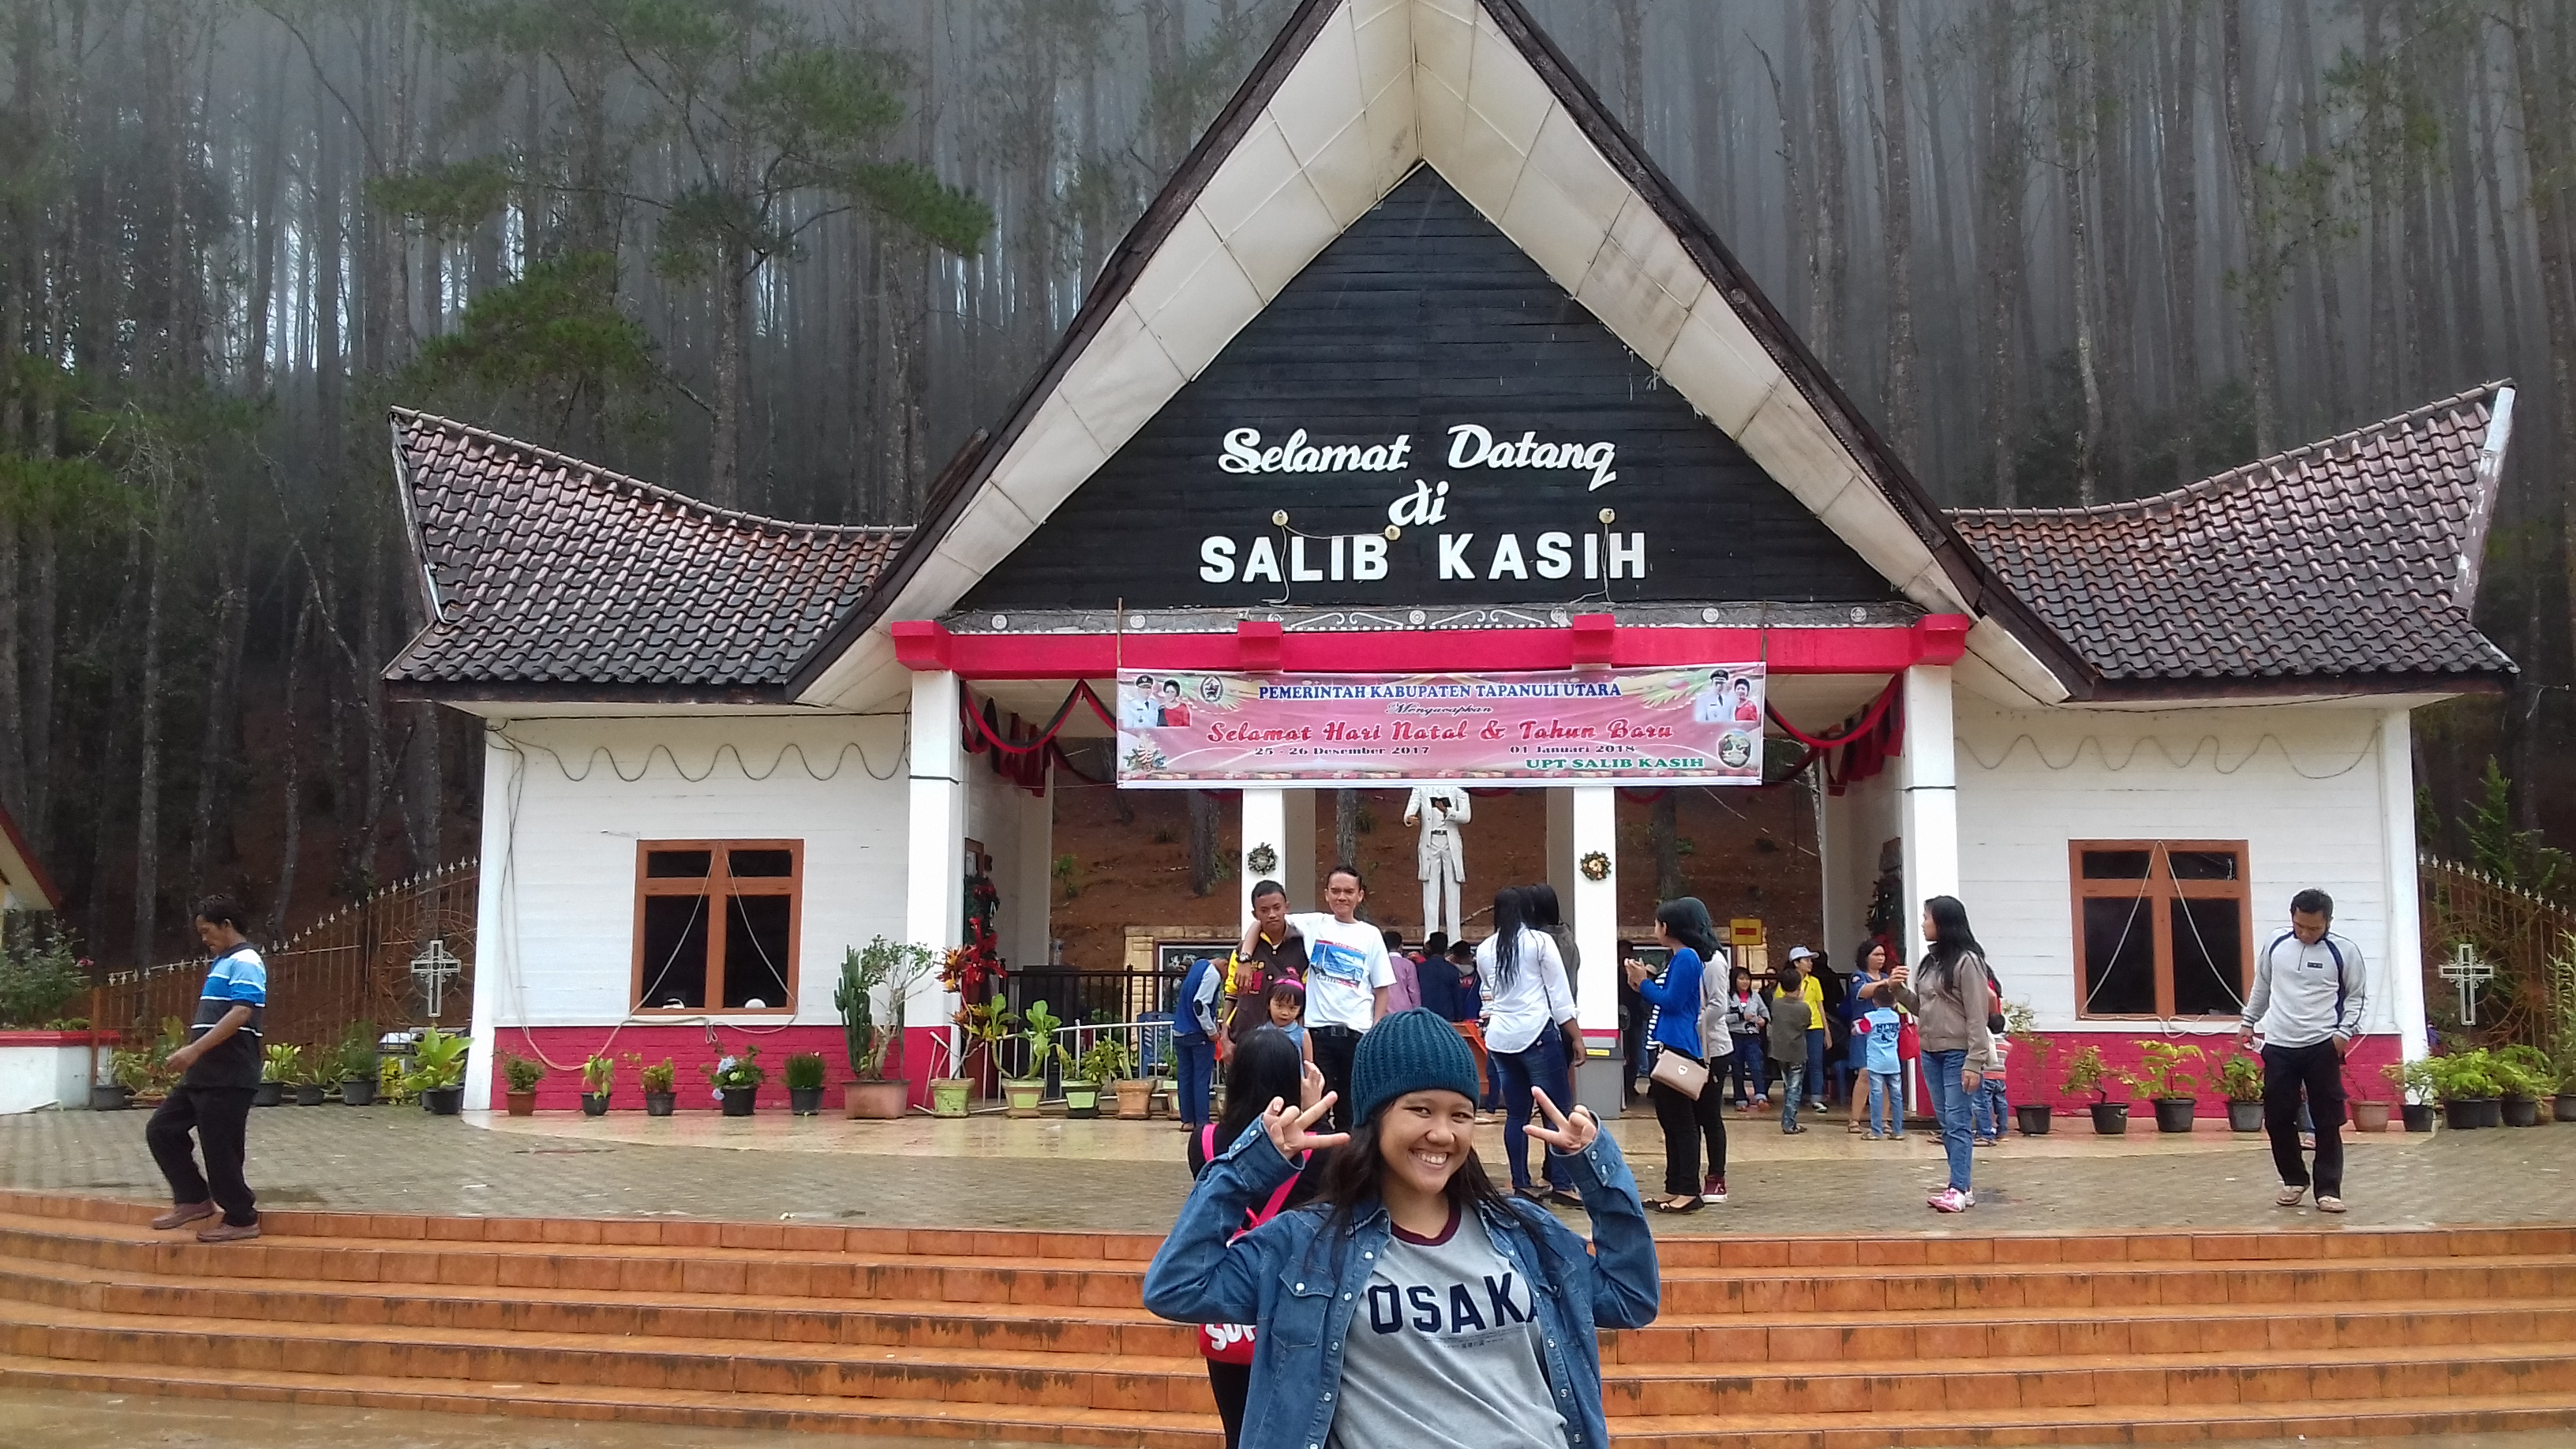 Selamat Datang
di
SALIB KASIH
PEMERINTAH KABUPATEN TAPANULI UTARA
Mengucapkan
Selamat Hari Natal & Tahun Baru
25 - 26 Desember 2017 01 Januari 2018
UPT SALIB KASIH
OSAKA
SUP